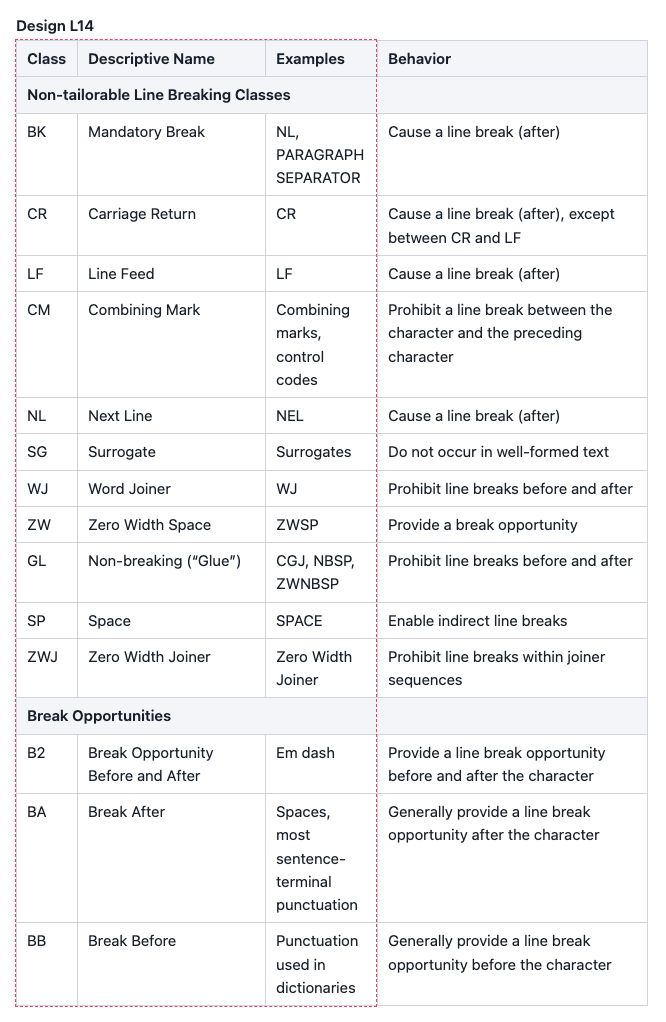 Design L14
Class Descriptive Name Examples Behavior
Non-tailorable Line Breaking Classes
BK Mandatory Break NL, Cause a line break (after)
PARAGRAPH
SEPARATOR
CR Carriage Return CR Cause a line break (after), except
between CR and LF
LF Line Feed LF Cause a line break (after)
CM Combining Mark Combining Prohibit a line break between the
marks, character and the preceding
control character
codes
NL Next Line NEL Cause a line break (after)
SG Surrogate Surrogates Do not occur in well-formed text
WJ Word Joiner WJ Prohibit line breaks before and after
ZW Zero Width Space ZWSP Provide a break opportunity
GL Non-breaking (“Glue”) CGJ, NBSP, Prohibit line breaks before and after
ZWNBSP
SP Space SPACE Enable indirect line breaks
ZWJ Zero Width Joiner Zero Width Prohibit line breaks within joiner
Joiner sequences
Break Opportunities
B2 Break Opportunity Em dash Provide a line break opportunity
Before and After before and after the character
BA Break After Spaces, Generally provide a line break
most opportunity after the character
sentence-
terminal
punctuation
BB Break Before Punctuation Generally provide a line break
used in opportunity before the character
dictionaries